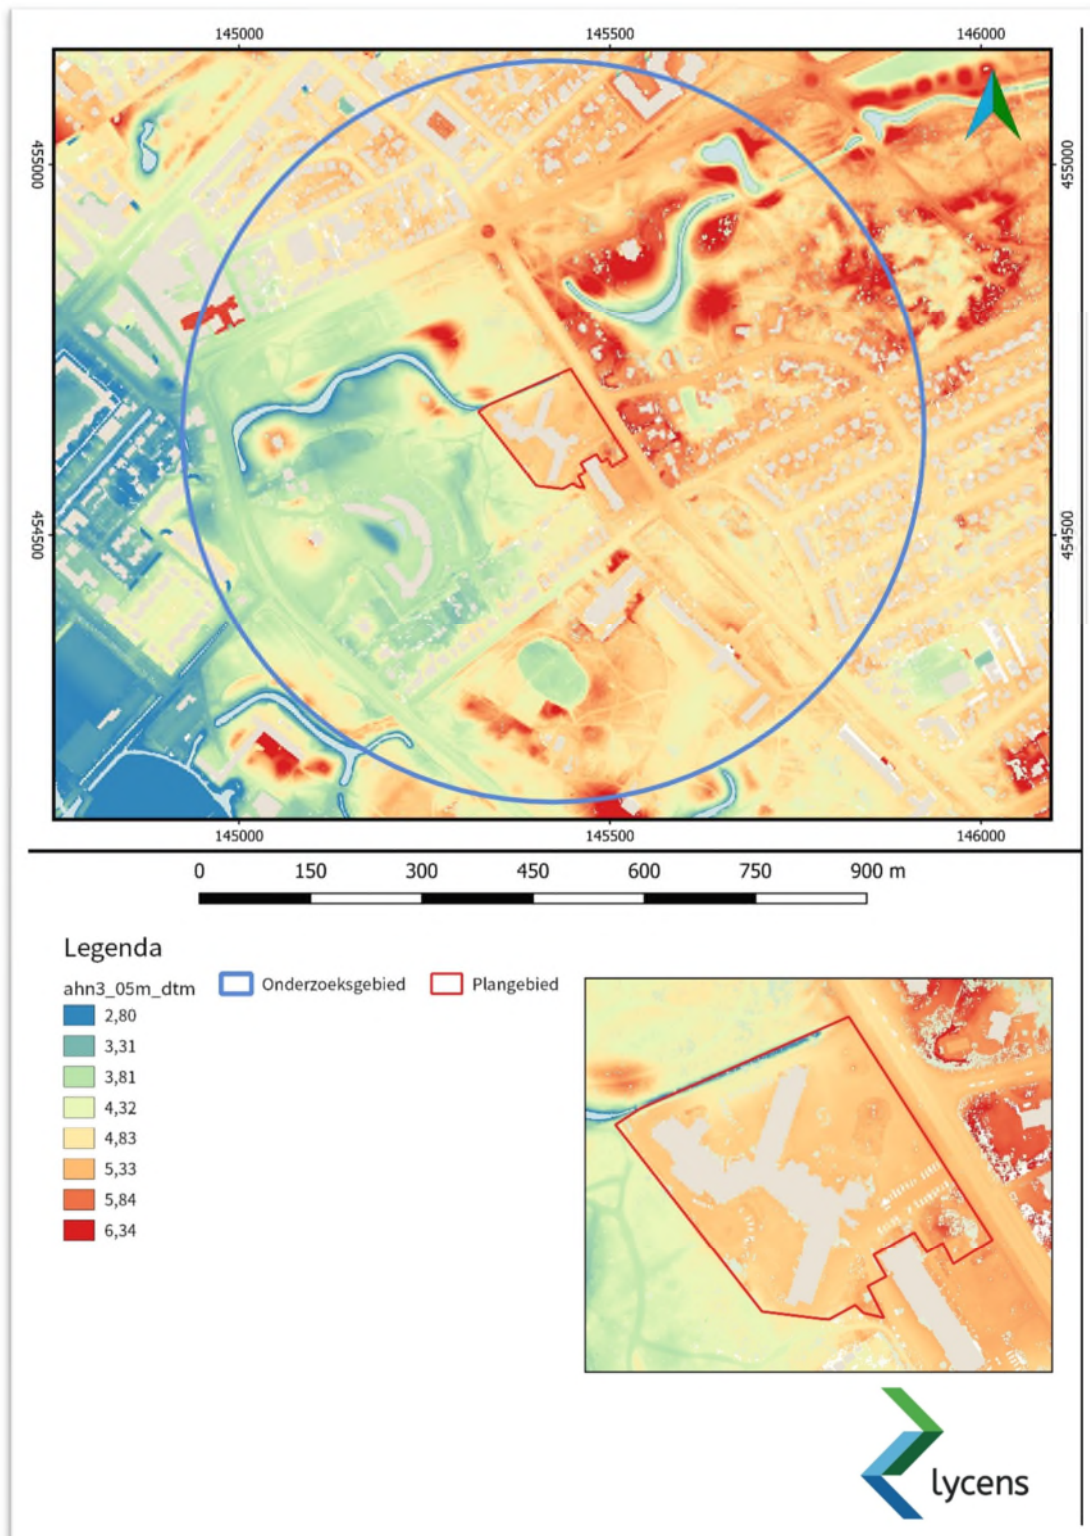 145000 145500 146000
455000 455000
454500 454500
145000 145500 146000
0 150 300 450 600 750 900 m
Legenda
ahn3_05m_dtm Onderzoeksgebied Plangebied
2,80
3,31
3,81
4,32
4,83
5,33
5,84
6,34
lycens